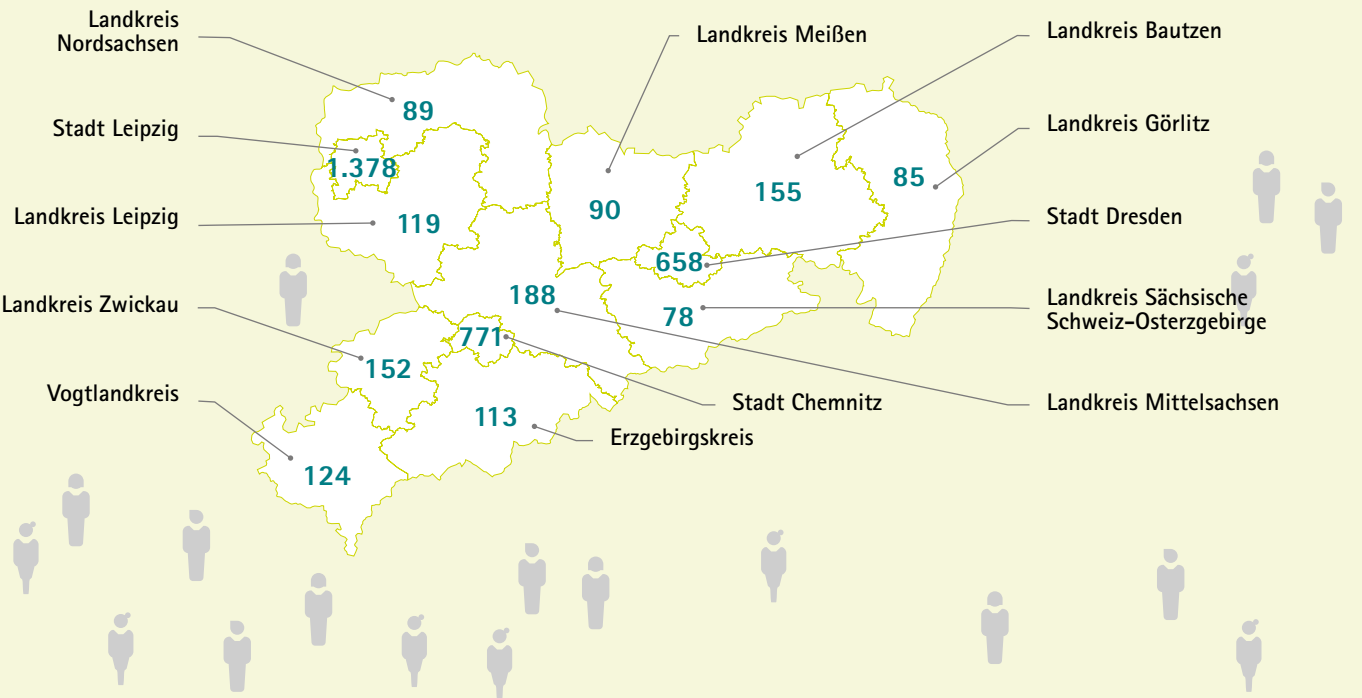 Landkreis
Nordsachsen
Landkreis Meißen
Landkreis Bautzen
89
Stadt Leipzig
Landkreis Görlitz
1.378
85
155
90
Landkreis Leipzig
119
Stadt Dresden
658
188
Landkreis Zwickau
78
Landkreis Sächsische
Schweiz-Osterzgebirge
771
152
Vogtlandkreis
113
Stadt Chemnitz
Landkreis Mittelsachsen
Erzgebirgskreis
124